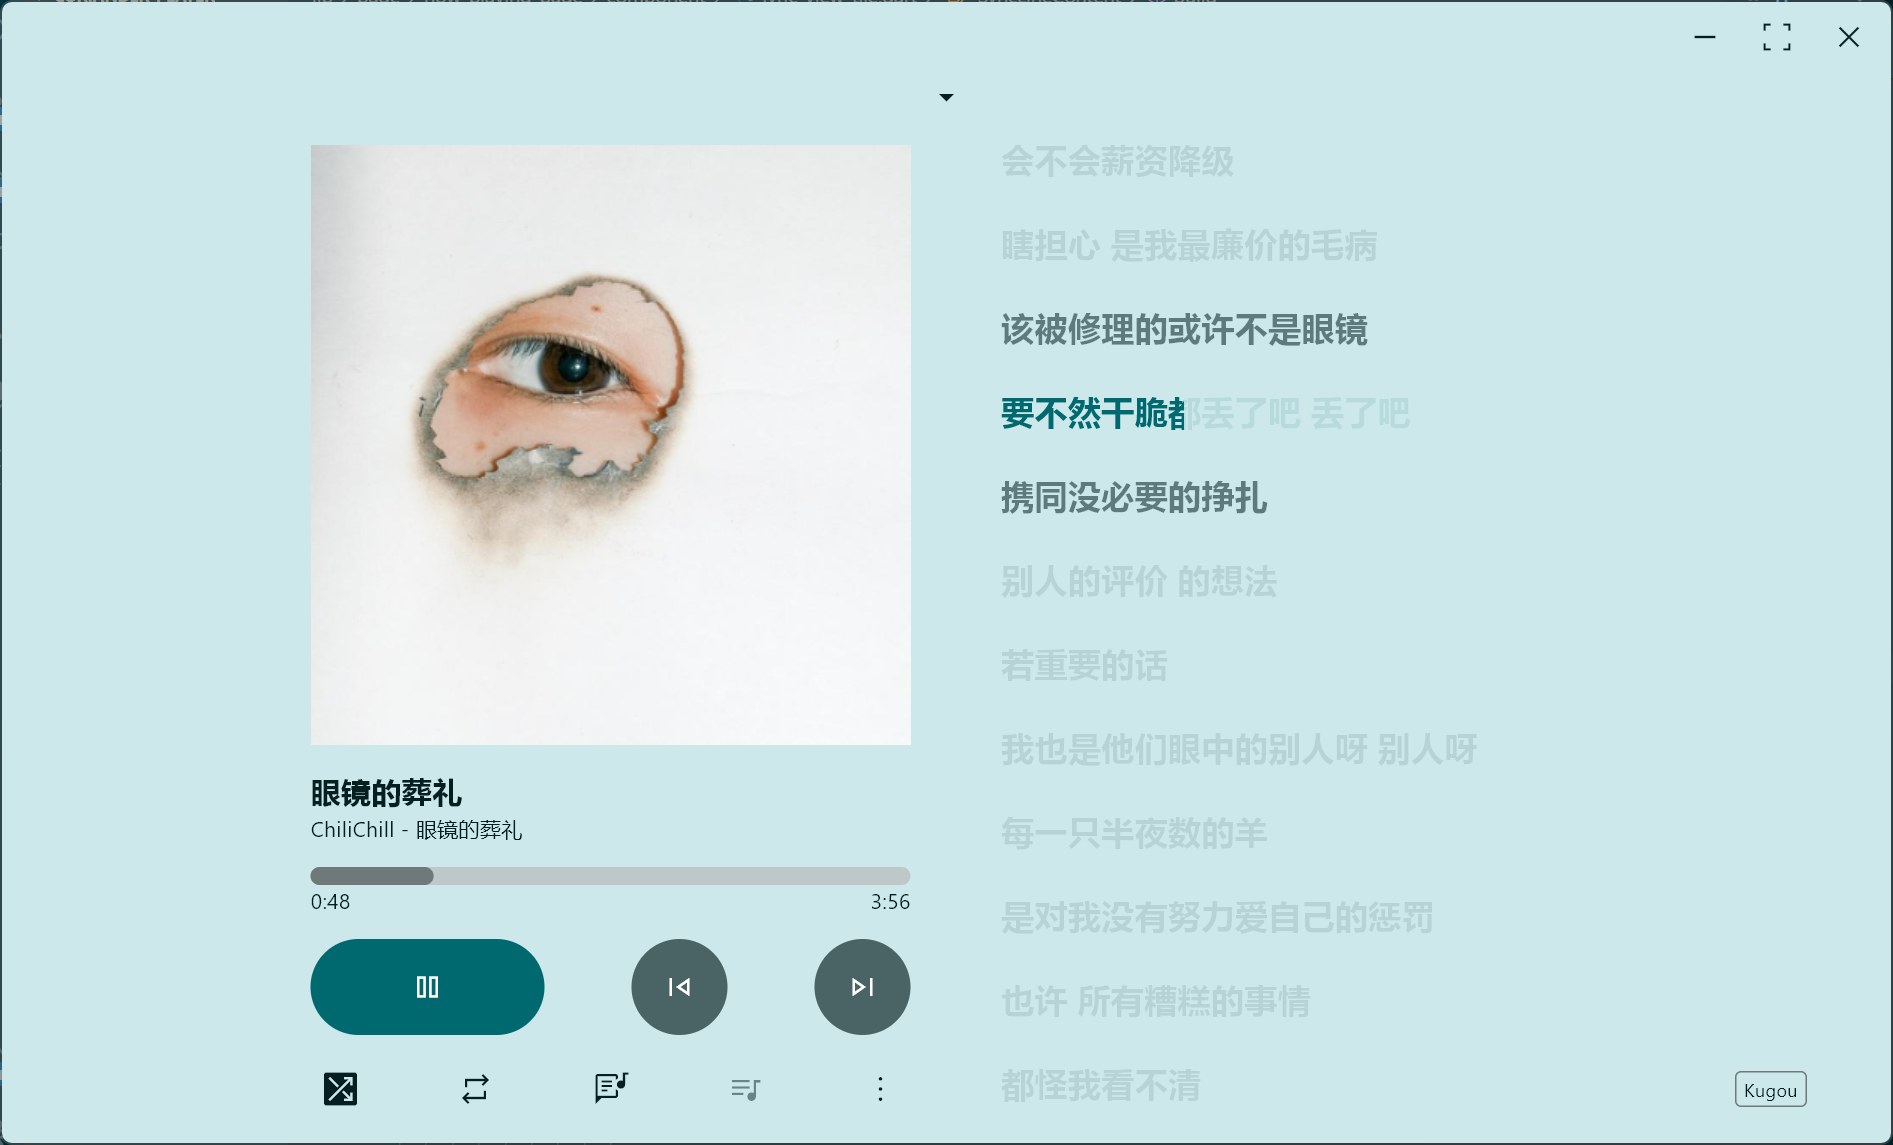 会不会薪资降级
瞎担心 是我最廉价的毛病
该被修理的或许不是眼镜
要不然干脆都丢了吧 丢了吧
携同没必要的挣扎
别人的评价 的想法
若重要的话
我也是他们眼中的别人呀 别人呀
每一只半夜数的羊
是对我没有努力爱自己的惩罚
也许 所有糟糕的事情
都怪我看不清
眼镜的葬礼
ChiliChill - 眼镜的葬礼
0:48
3:56
Kugou